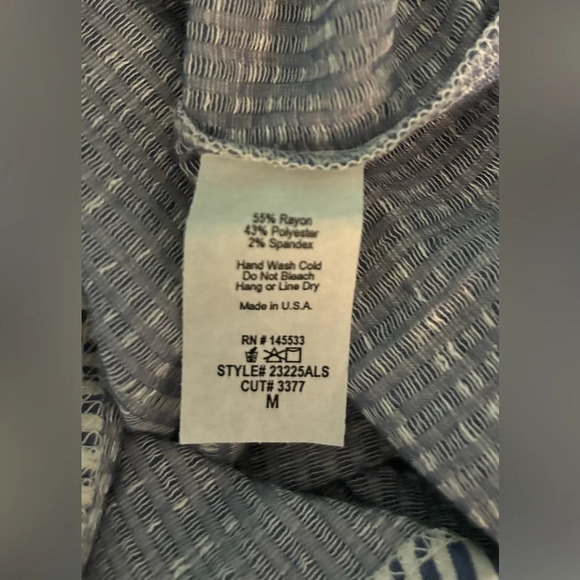 55% Rayon
43% Polyester
2% Spandex
Hand Wash Cold
Do Not Bleach
Hang or Line Dry
Made in U.S.A.
RN # 145533
STYLE# 23225ALS
CUT# 3377
M